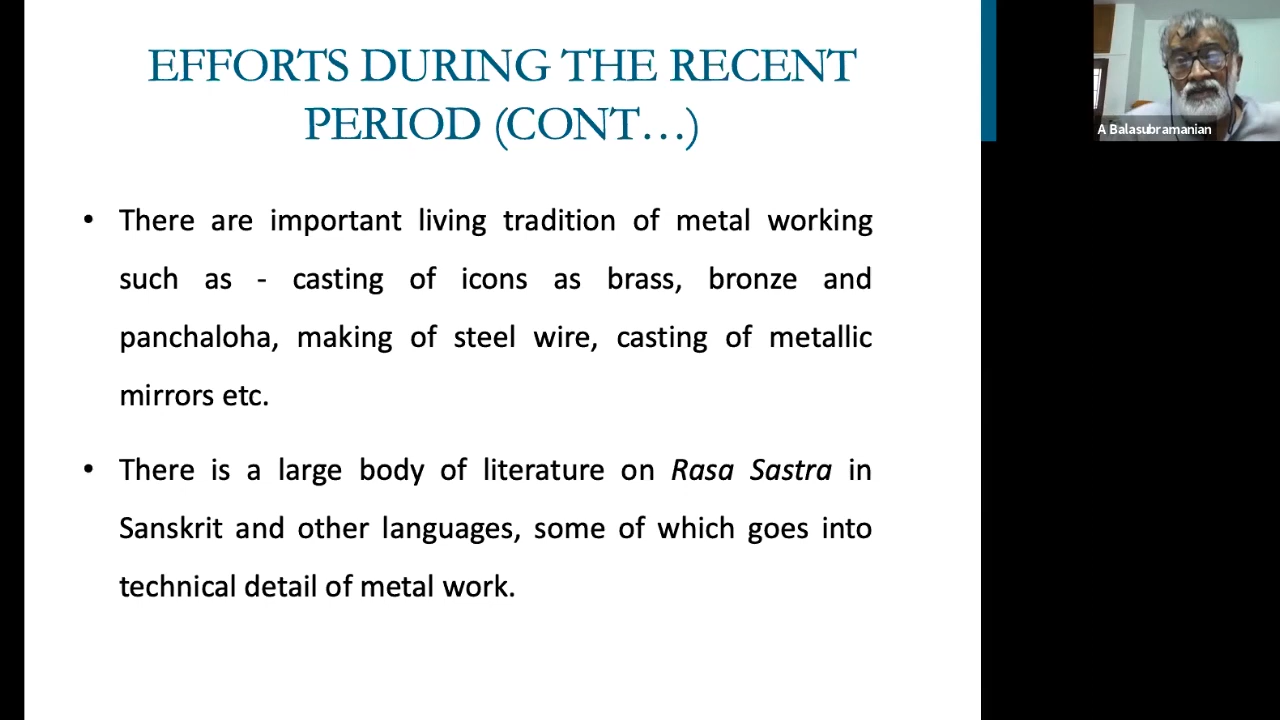 EFFORTS DURING THE RECENT
PERIOD (CONT...)
• There are important living tradition of metal working
such as - casting of icons as brass, bronze and
panchaloha, making of steel wire, casting of metallic
mirrors etc.
• There is a large body of literature on Rasa Sastra in
Sanskrit and other languages, some of which goes into
technical detail of metal work.
A Balasubramanian